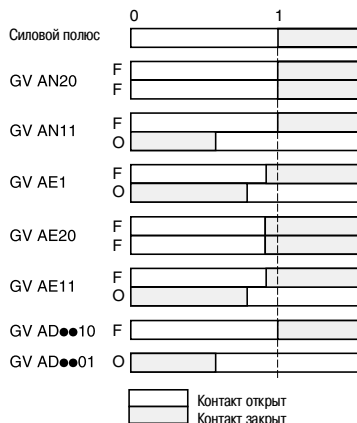 0 1
Силовой полюс
GV AN20 F
F
GV AN11 F
O
GV AE1 F
O
GV AE20 F
F
GV AE11 F
O
GV AD●●10 F
GV AD●●01 O
Контакт открыт
Контакт закрыт